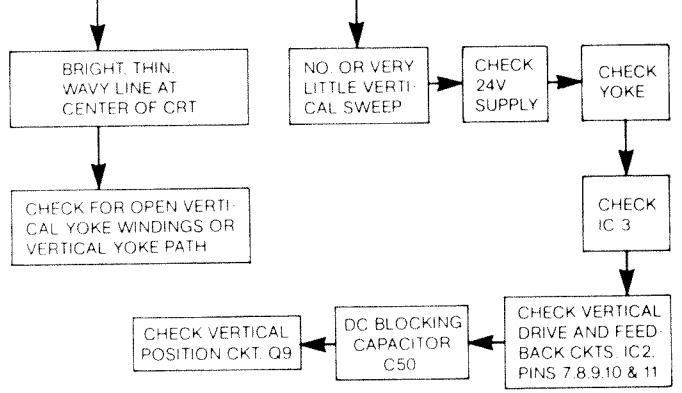 BRIGHT, THIN,
WAVY LINE AT
CENTER OF CRT
NO, OR VERY
LITTLE VERTI-
CAL SWEEP
CHECK
24V
SUPPLY
CHECK
YOKE
CHECK FOR OPEN VERTI-
CAL YOKE WINDINGS OR
VERTICAL YOKE PATH
CHECK
IC 3
CHECK VERTICAL
DRIVE AND FEED-
BACK CKTS. IC2,
PINS 7,8,9,10 & 11
DC BLOCKING
CAPACITOR
C50
CHECK VERTICAL
POSITION CKT. Q9